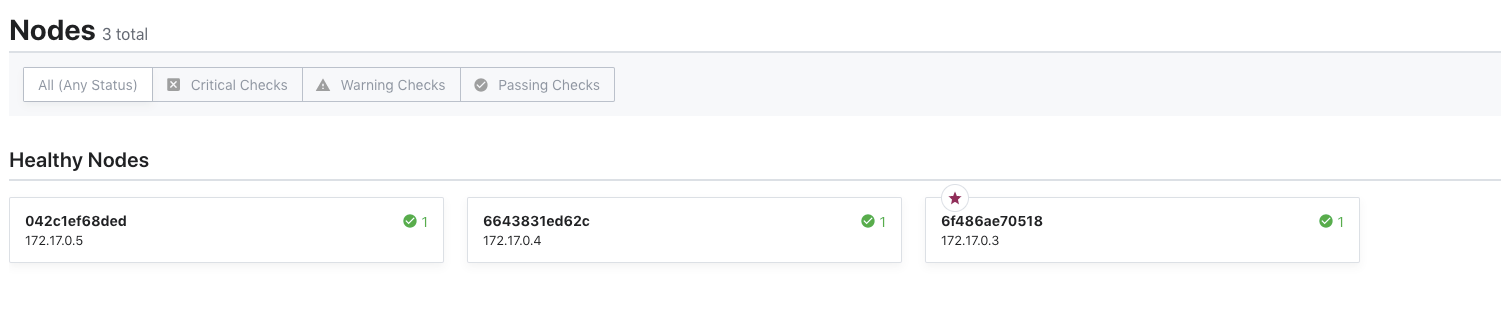 Nodes 3 total
All (Any Status) Critical Checks Warning Checks Passing Checks
Healthy Nodes
042c1ef68ded 1
172.17.0.5
6643831ed62c 1
172.17.0.4
6f486ae70518 1
172.17.0.3